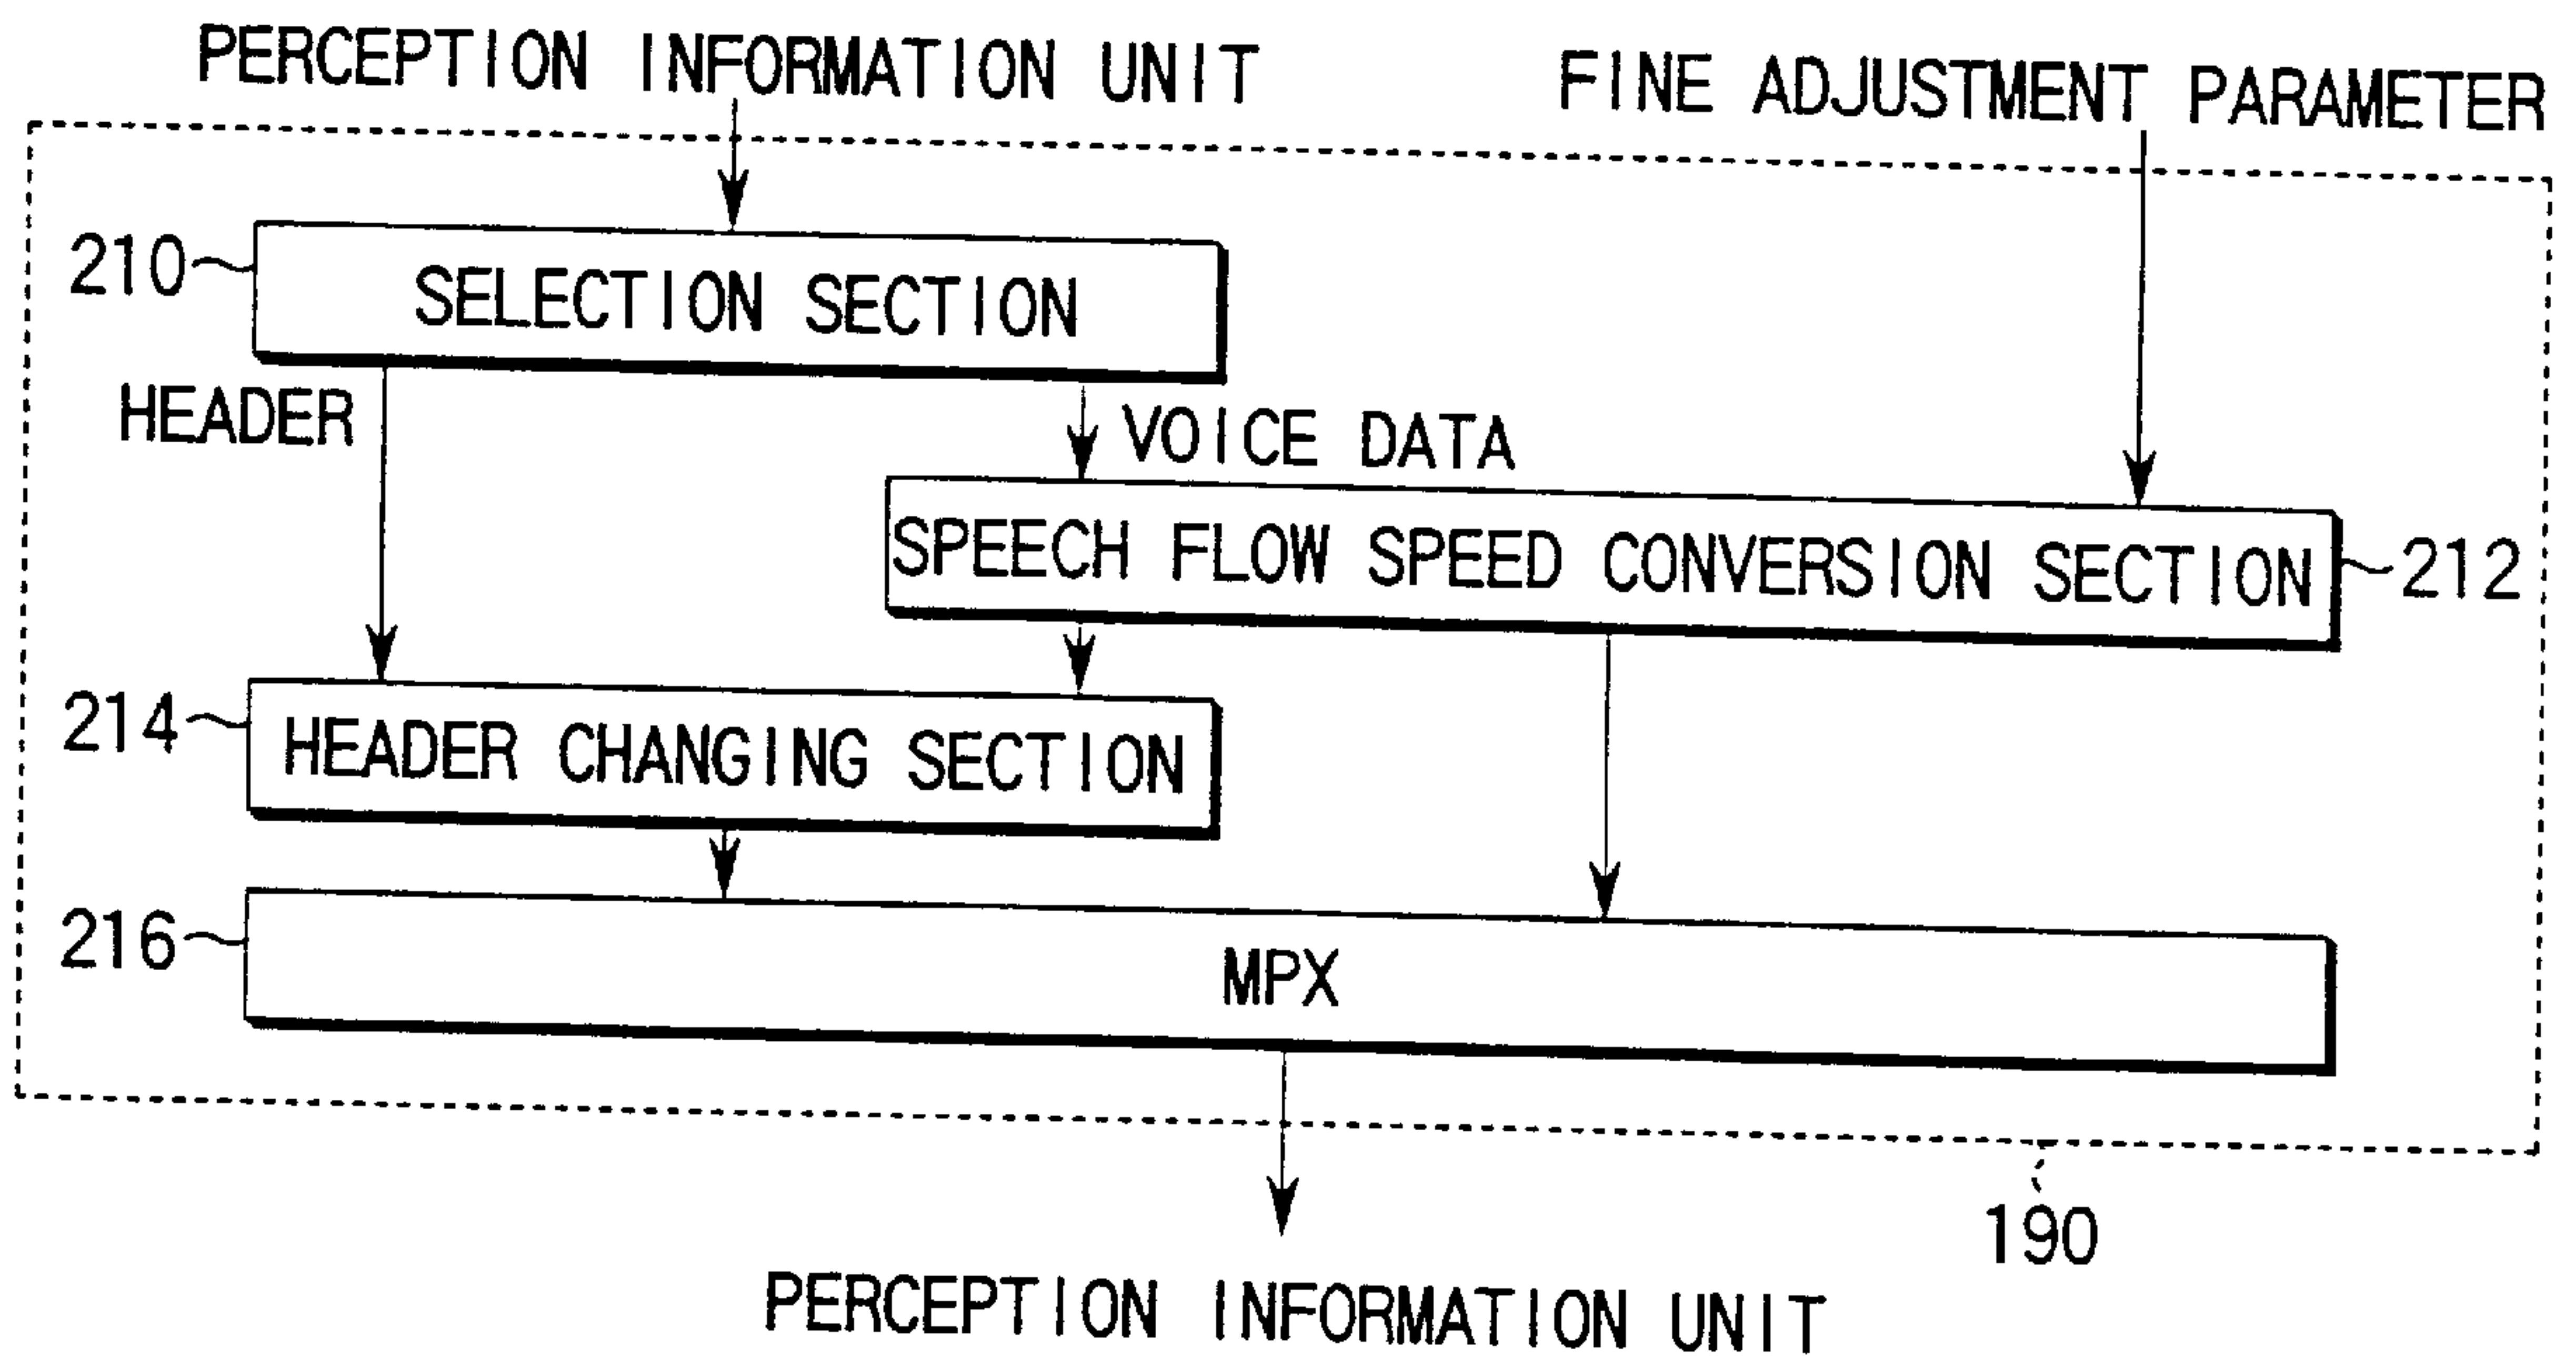 PERCEPTION INFORMATION UNIT
FINE ADJUSTMENT PARAMETER
210
SELECTION SECTION
HEADER
VOICE DATA
SPEECH FLOW SPEED CONVERSION SECTION
212
214
HEADER CHANGING SECTION
216
MPX
190
PERCEPTION INFORMATION UNIT